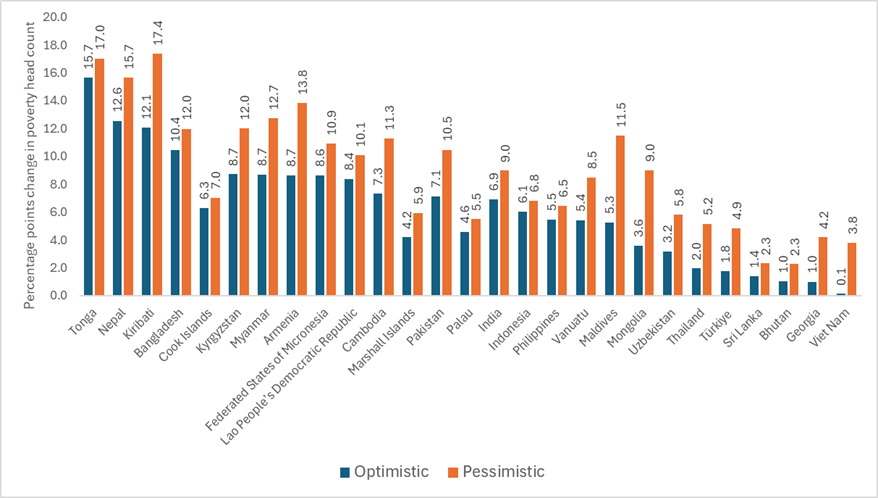 Percentage points change in poverty head count
20.0
18.0
16.0
14.0
12.0
10.0
8.0
6.0
4.0
2.0
0.0
15.7
17.0
12.6
15.7
12.1
17.4
10.4
12.0
6.3
7.0
8.7
12.0
8.7
12.7
8.7
13.8
8.6
10.9
8.4
10.1
7.3
11.3
4.2
5.9
7.1
10.5
4.6
5.5
6.9
9.0
6.1
6.8
5.5
6.5
5.4
8.5
5.3
11.5
3.6
9.0
3.2
5.8
2.0
5.2
1.8
4.9
1.4
2.3
1.0
2.3
1.0
4.2
0.1
3.8
Tonga
Nepal
Kiribati
Bangladesh
Cook Islands
Kyrgyzstan
Myanmar
Armenia
Federated States of Micronesia
Lao People's Democratic Republic
Cambodia
Marshall Islands
Pakistan
Palau
India
Indonesia
Philippines
Vanuatu
Maldives
Mongolia
Uzbekistan
Thailand
Türkiye
Sri Lanka
Bhutan
Georgia
Viet Nam
Optimistic
Pessimistic